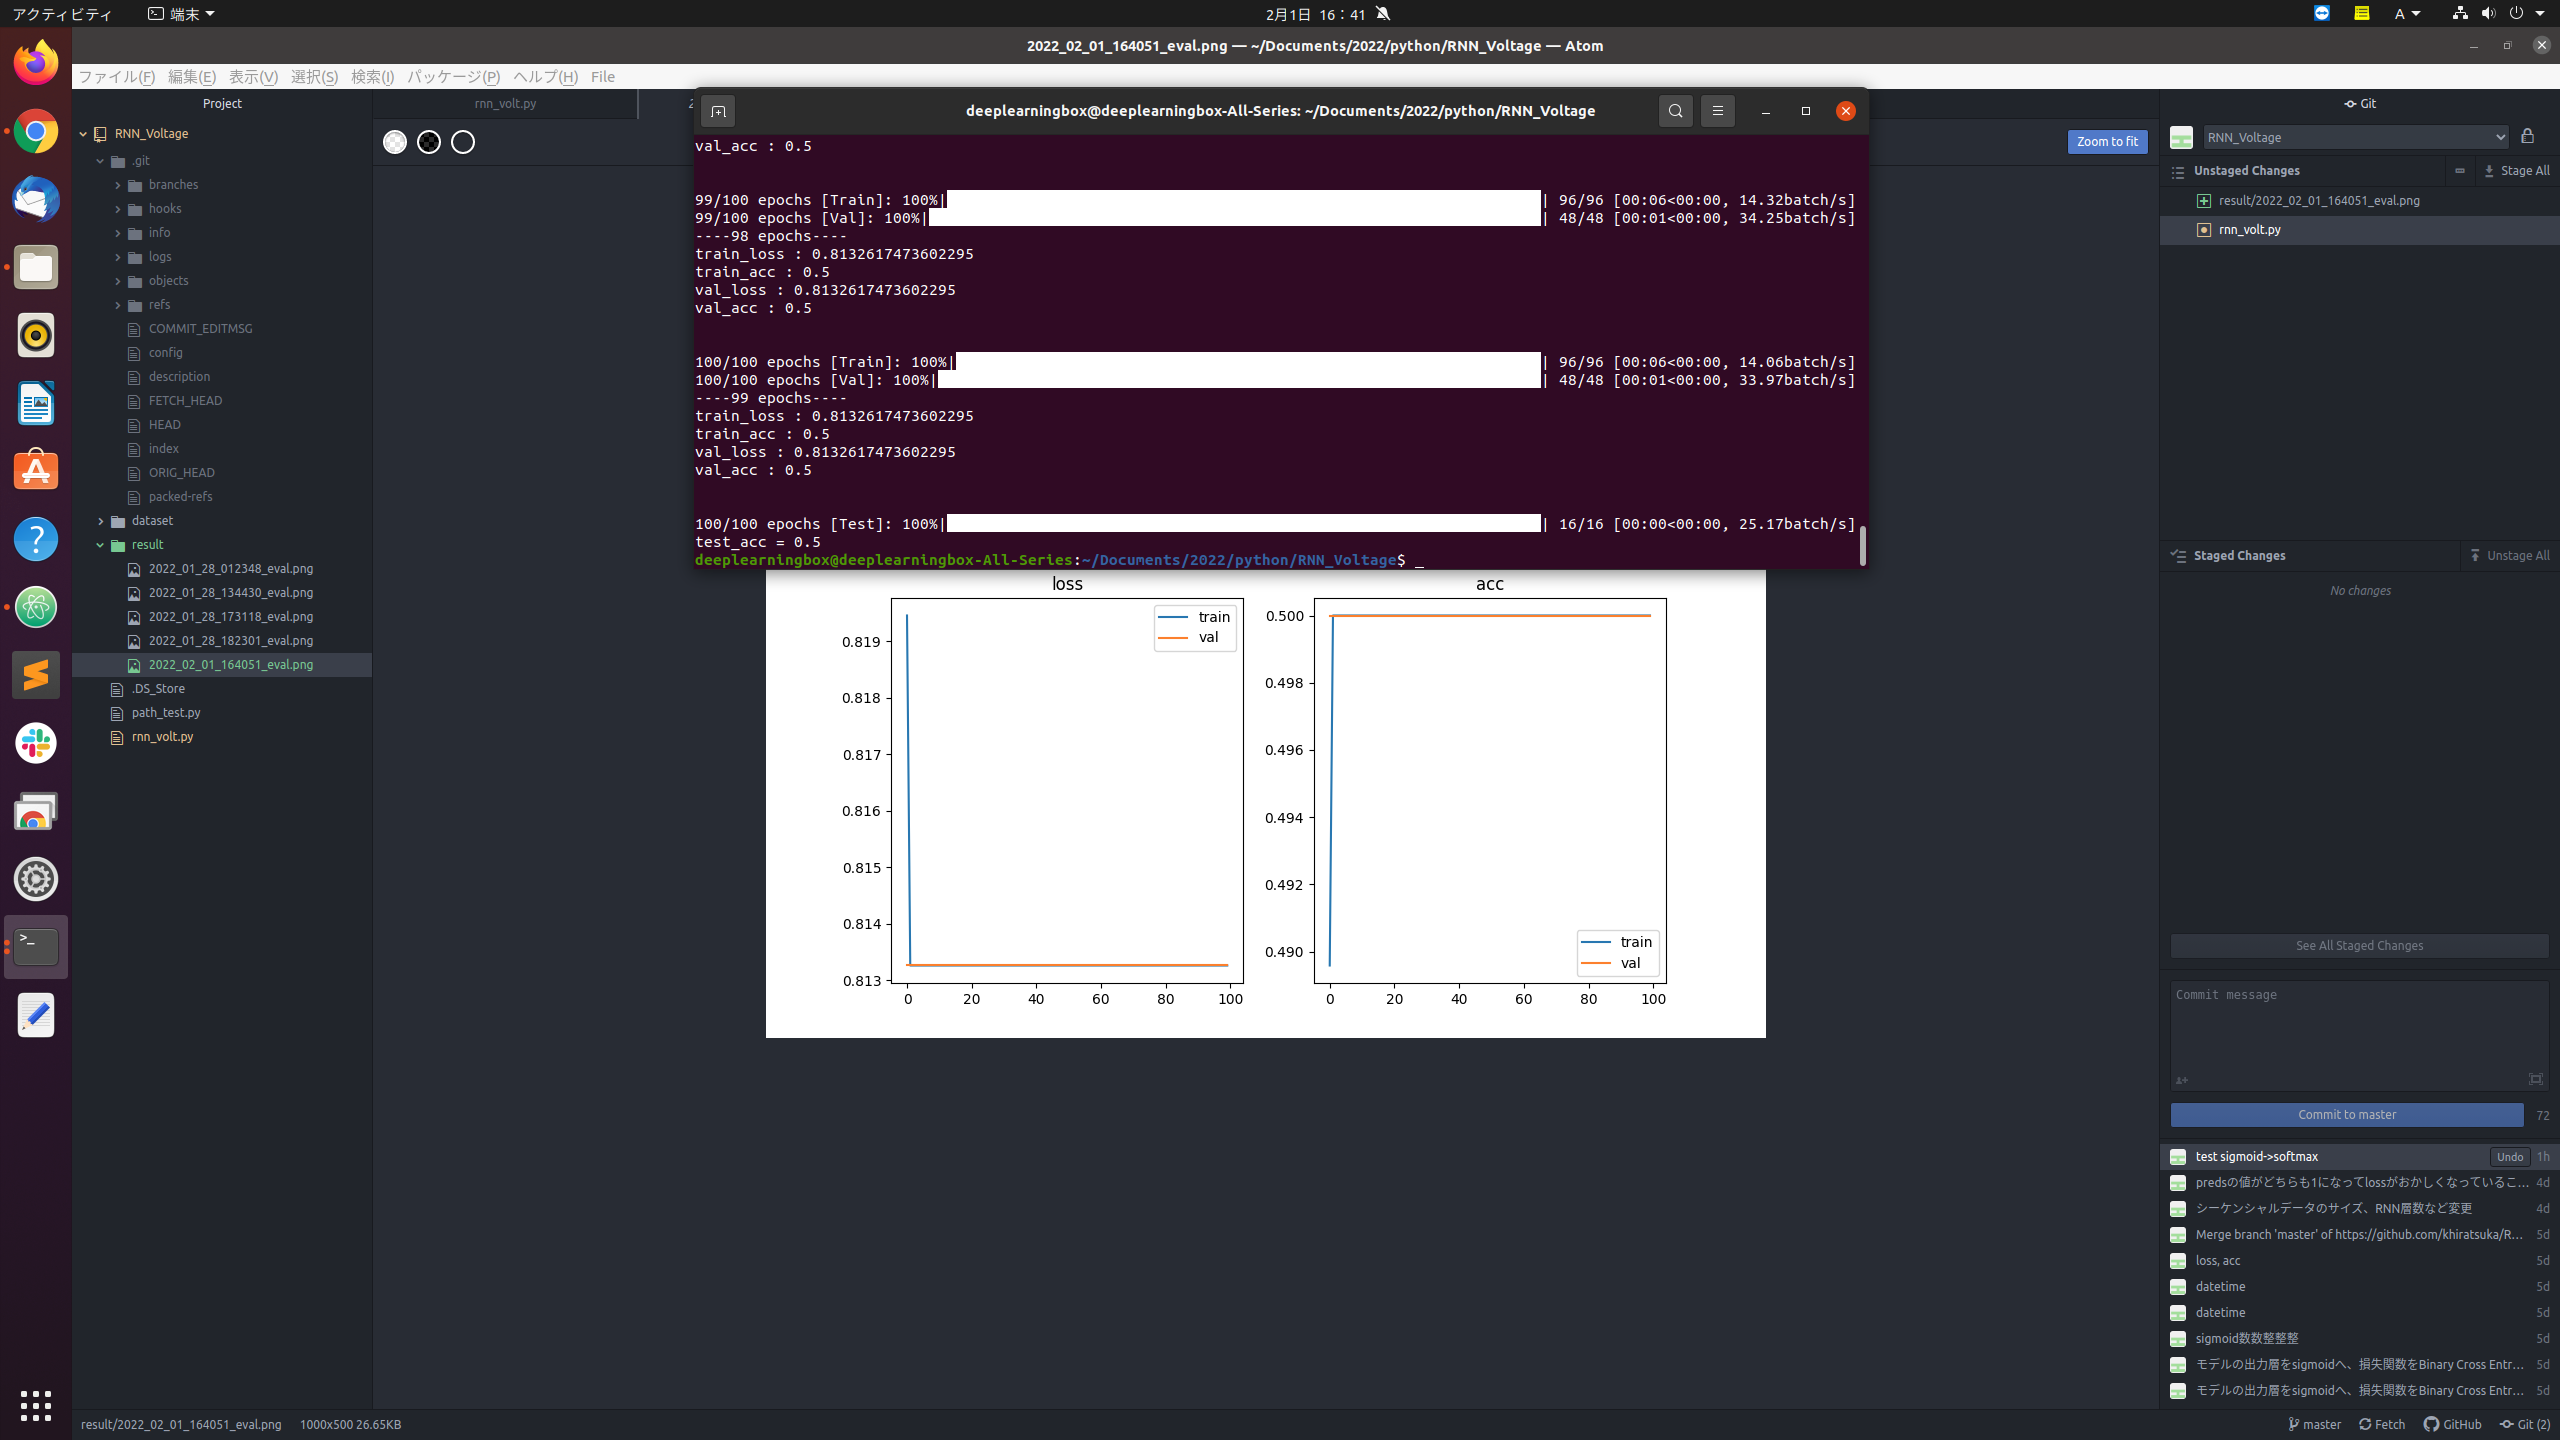 アクティビティ
端末
2月1日 16：41
A
2022_02_01_164051_eval.png — ~/Documents/2022/python/RNN_Voltage — Atom
ファイル(F) 編集(E) 表示(V) 選択(S) 検索(I) パッケージ(P) ヘルプ(H) File
Project
RNN_Voltage
.git
branches
hooks
info
logs
objects
refs
COMMIT_EDITMSG
config
description
FETCH_HEAD
HEAD
index
ORIG_HEAD
packed-refs
dataset
result
2022_01_28_012348_eval.png
2022_01_28_134430_eval.png
2022_01_28_173118_eval.png
2022_01_28_182301_eval.png
2022_02_01_164051_eval.png
.DS_Store
path_test.py
rnn_volt.py
rnn_volt.py
Zoom to fit
deeplearningbox@deeplearningbox-All-Series: ~/Documents/2022/python/RNN_Voltage
val_acc : 0.5
99/100 epochs [Train]: 100%| | 96/96 [00:06<00:00, 14.32batch/s]
99/100 epochs [Val]: 100%| | 48/48 [00:01<00:00, 34.25batch/s]
----98 epochs----
train_loss : 0.8132617473602295
train_acc : 0.5
val_loss : 0.8132617473602295
val_acc : 0.5
100/100 epochs [Train]: 100%| | 96/96 [00:06<00:00, 14.06batch/s]
100/100 epochs [Val]: 100%| | 48/48 [00:01<00:00, 33.97batch/s]
----99 epochs----
train_loss : 0.8132617473602295
train_acc : 0.5
val_loss : 0.8132617473602295
val_acc : 0.5
100/100 epochs [Test]: 100%| | 16/16 [00:00<00:00, 25.17batch/s]
test_acc = 0.5
deeplearningbox@deeplearningbox-All-Series:~/Documents/2022/python/RNN_Voltage$ _
loss
train
val
0.819
0.818
0.817
0.816
0.815
0.814
0.813
0 20 40 60 80 100
acc
0.500
0.498
0.496
0.494
0.492
0.490
train
val
0 20 40 60 80 100
Git
RNN_Voltage
Unstaged Changes
Stage All
result/2022_02_01_164051_eval.png
rnn_volt.py
Staged Changes
Unstage All
No changes
See All Staged Changes
Commit message
Commit to master
72
test sigmoid->softmax Undo 1h
predsの値がどちらも1になってlossがおかしくなっているこ... 4d
シーケンシャルデータのサイズ、RNN層数など変更 4d
Merge branch 'master' of https://github.com/khiratsuka/R... 5d
loss, acc 5d
datetime 5d
datetime 5d
sigmoid数数整整整 5d
モデルの出力層をsigmoidへ、損失関数をBinary Cross Entr... 5d
モデルの出力層をsigmoidへ、損失関数をBinary Cross Entr... 5d
result/2022_02_01_164051_eval.png 1000x500 26.65KB
master Fetch GitHub Git (2)